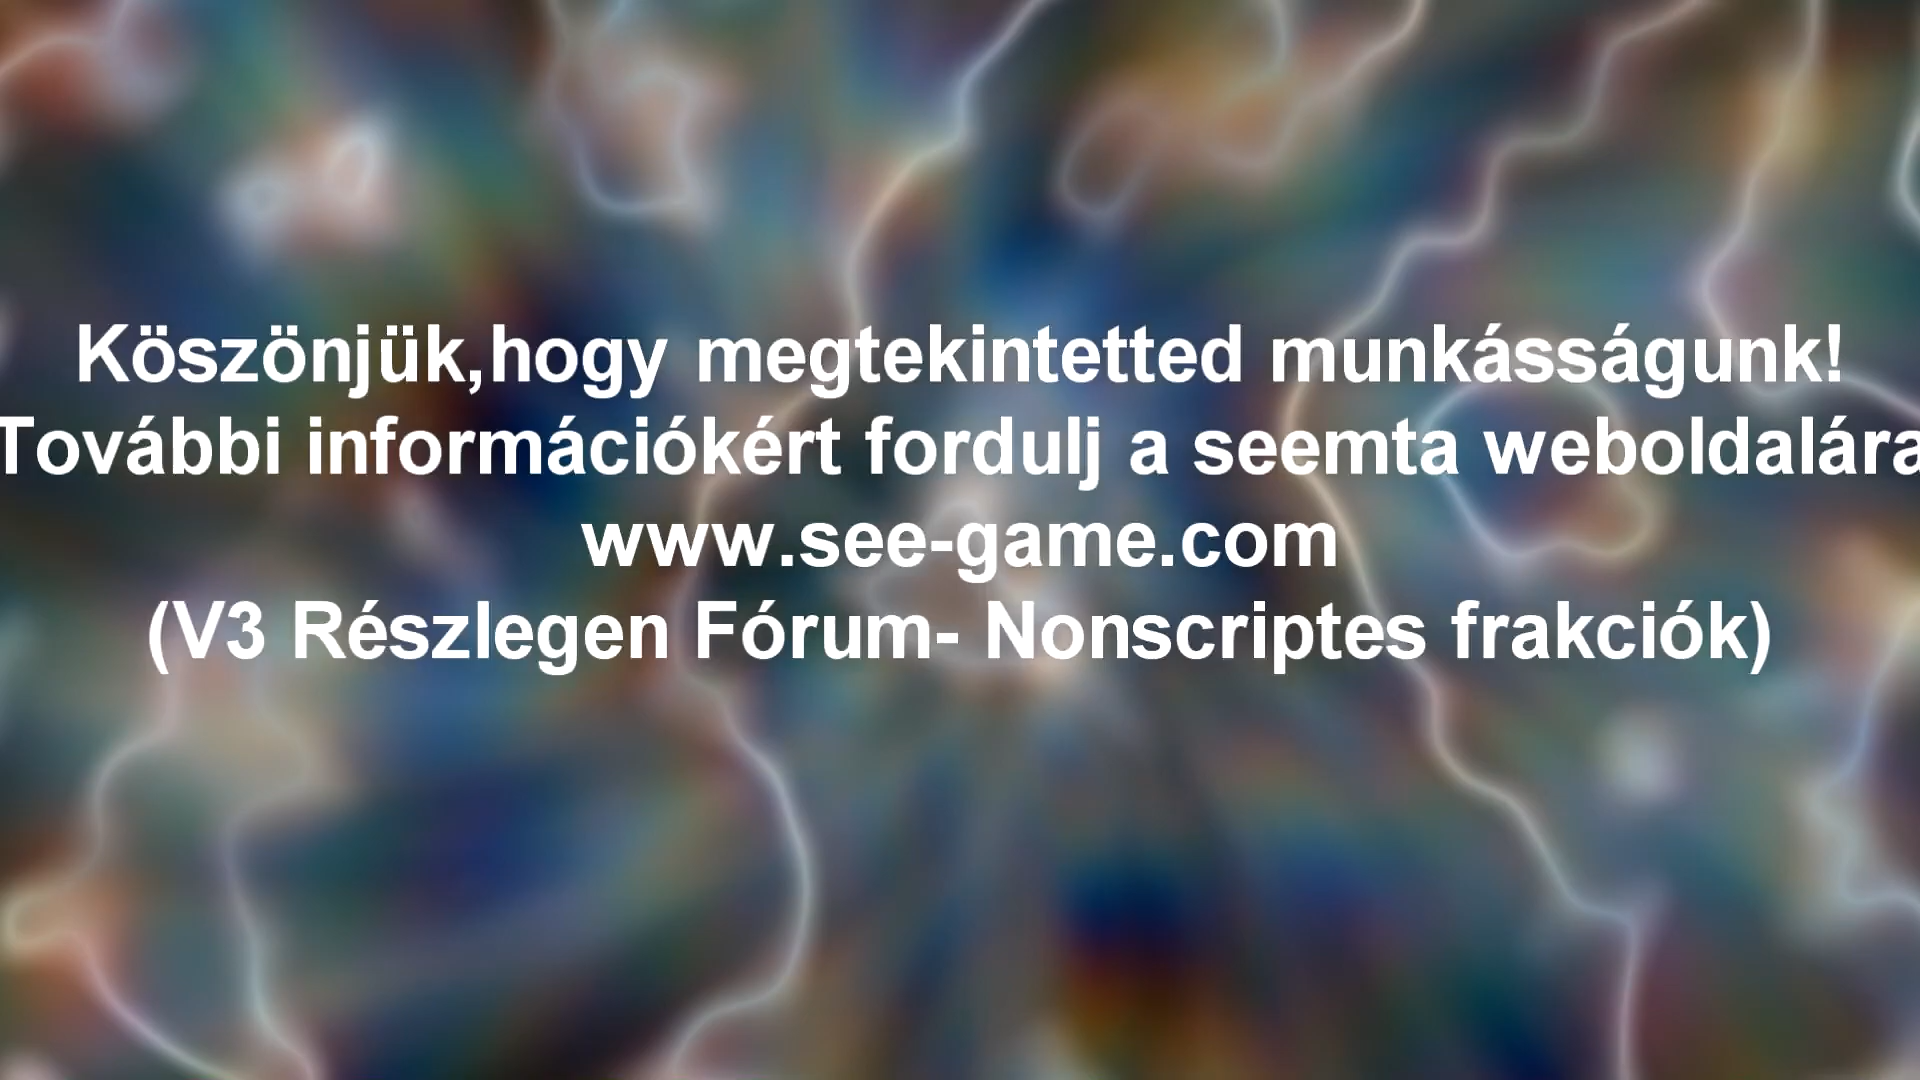 Köszönjük,hogy megtekintetted munkásságunk!
További információkért fordulj a seemta weboldalára
www.see-game.com
(V3 Részlegen Fórum- Nonscriptes frakciók)